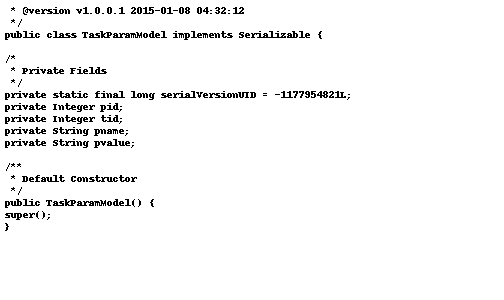 * @version v1.0.0.1 2015-01-08 04:32:12
*/
public class TaskParamModel implements Serializable {
/*
* Private Fields
*/
private static final long serialVersionUID = -1177954821L;
private Integer pid;
private Integer tid;
private String pname;
private String pvalue;
/**
* Default Constructor
*/
public TaskParamModel() {
super();
}